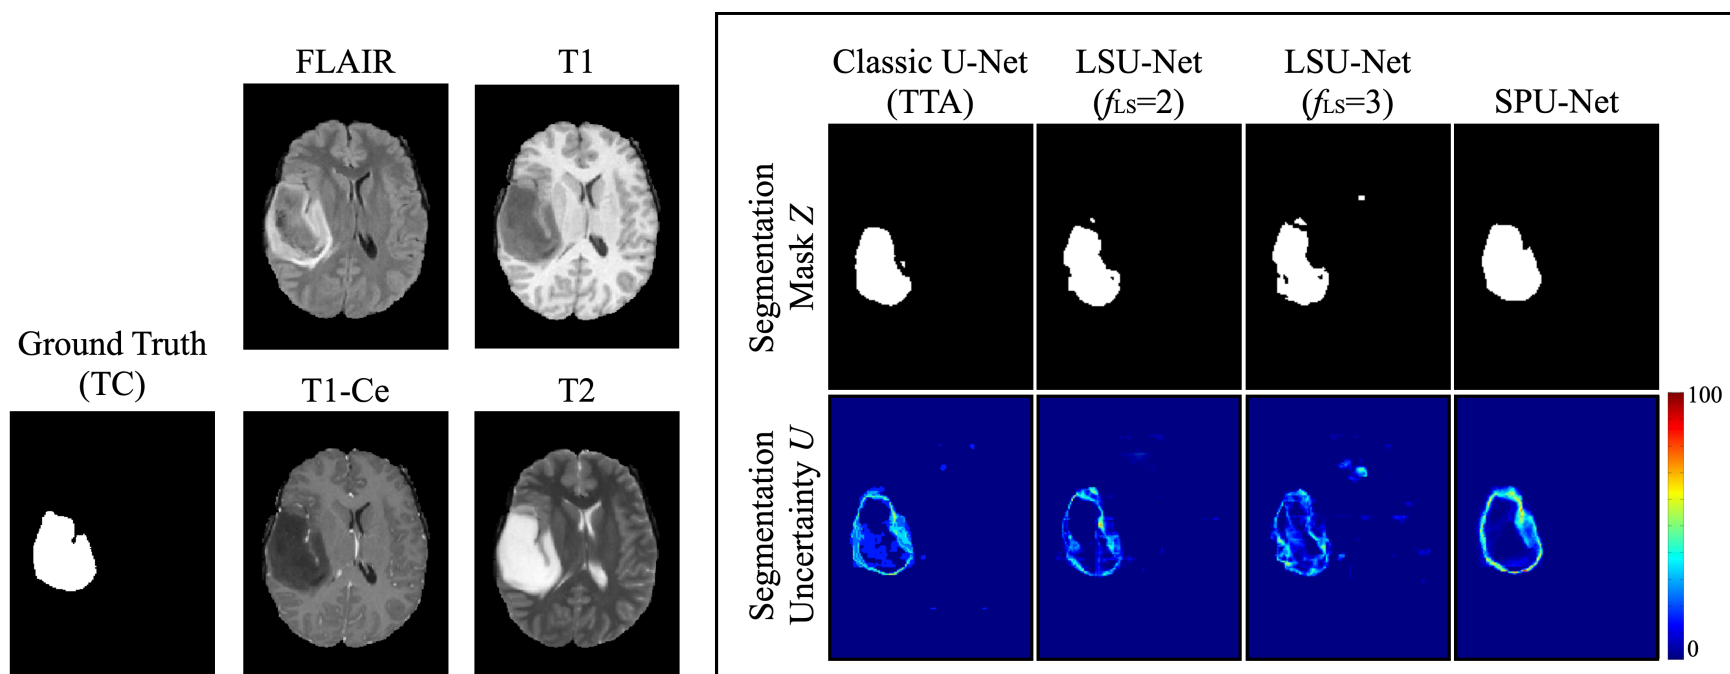 FLAIR
T1
Ground Truth
(TC)
T1-Ce
T2
Classic U-Net
(TTA)
LSU-Net
(fLS=2)
LSU-Net
(fLS=3)
SPU-Net
Segmentation
Mask Z
Segmentation
Uncertainty U
100
0